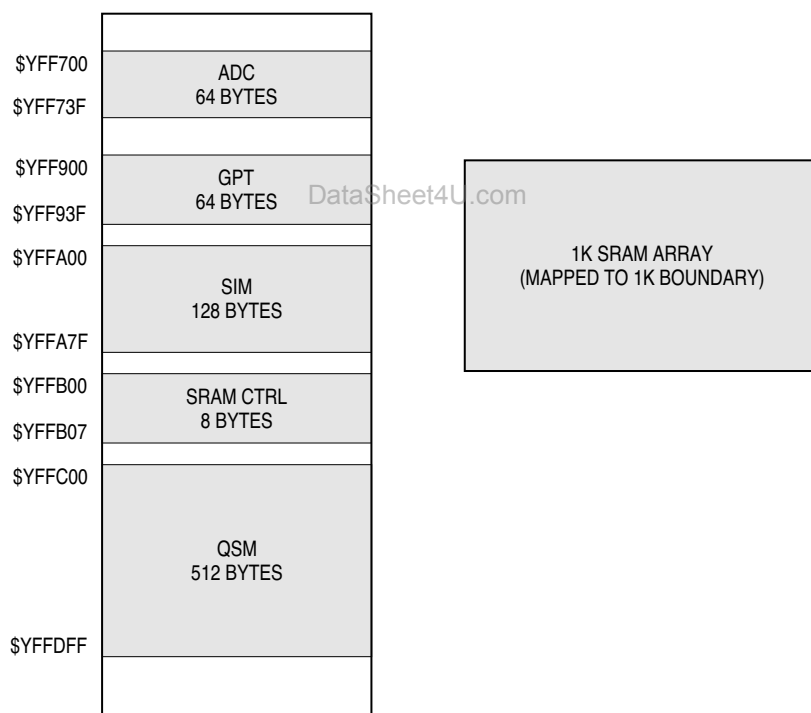 $YFF700
ADC
64 BYTES
$YFF73F
$YFF900
GPT
64 BYTES
DataSheet4U.com
$YFF93F
$YFFA00
SIM
128 BYTES
$YFFA7F
$YFFB00
SRAM CTRL
8 BYTES
$YFFB07
$YFFC00
QSM
512 BYTES
$YFFDFF
1K SRAM ARRAY
(MAPPED TO 1K BOUNDARY)